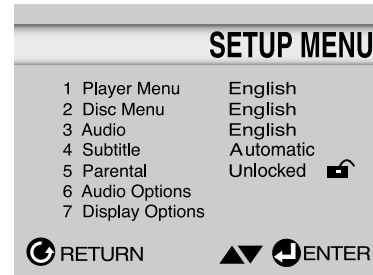 SETUP MENU
1 Player Menu English
2 Disc Menu English
3 Audio English
4 Subtitle Automatic
5 Parental Unlocked
6 Audio Options
7 Display Options
RETURN ENTER